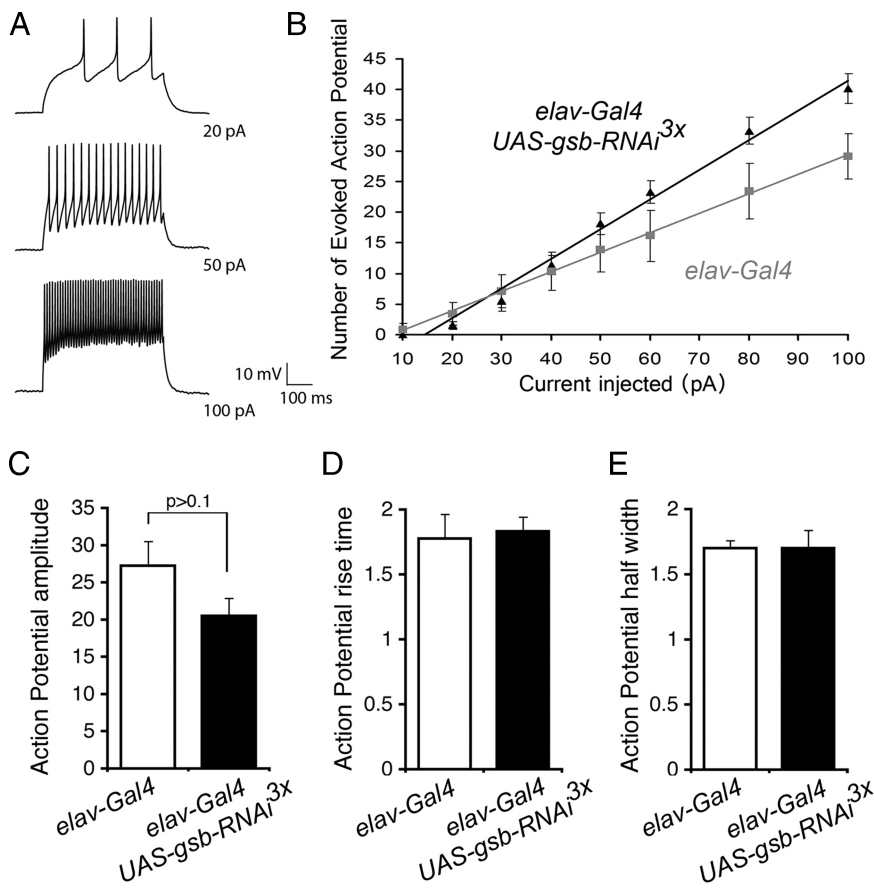 A
20 pA
50 pA
10 mV
100 ms
100 pA
B
Number of Evoked Action Potential
45
40
35
30
25
20
15
10
5
0
elav-Gal4
UAS-gsb-RNAi3x
elav-Gal4
10 20 30 40 50 60 70 80 90 100
Current injected (pA)
C
Action Potential amplitude
35
30
25
20
15
10
5
0
p>0.1
elav-Gal4
elav-Gal4
UAS-gsb-RNAi3x
D
Action Potential rise time
2
1.5
1
0.5
0
elav-Gal4
elav-Gal4
UAS-gsb-RNAi3x
E
Action Potential half width
2
1.5
1
0.5
0
elav-Gal4
elav-Gal4
UAS-gsb-RNAi3x